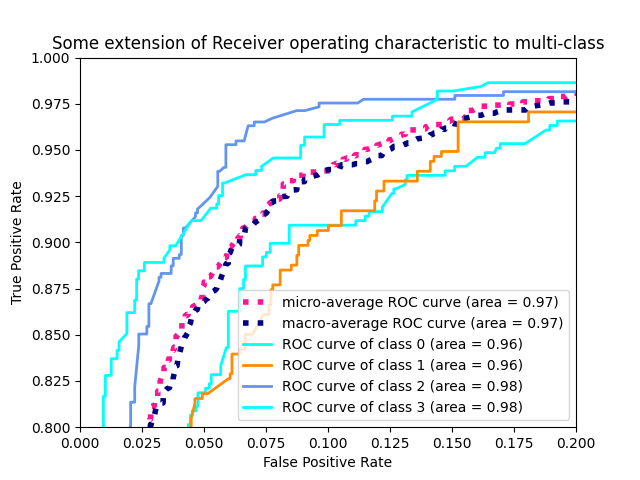 Some extension of Receiver operating characteristic to multi-class
1.000
0.975
0.950
0.925
0.900
0.875
0.850
0.825
0.800
True Positive Rate
micro-average ROC curve (area = 0.97)
macro-average ROC curve (area = 0.97)
ROC curve of class 0 (area = 0.96)
ROC curve of class 1 (area = 0.96)
ROC curve of class 2 (area = 0.98)
ROC curve of class 3 (area = 0.98)
0.000 0.025 0.050 0.075 0.100 0.125 0.150 0.175 0.200
False Positive Rate